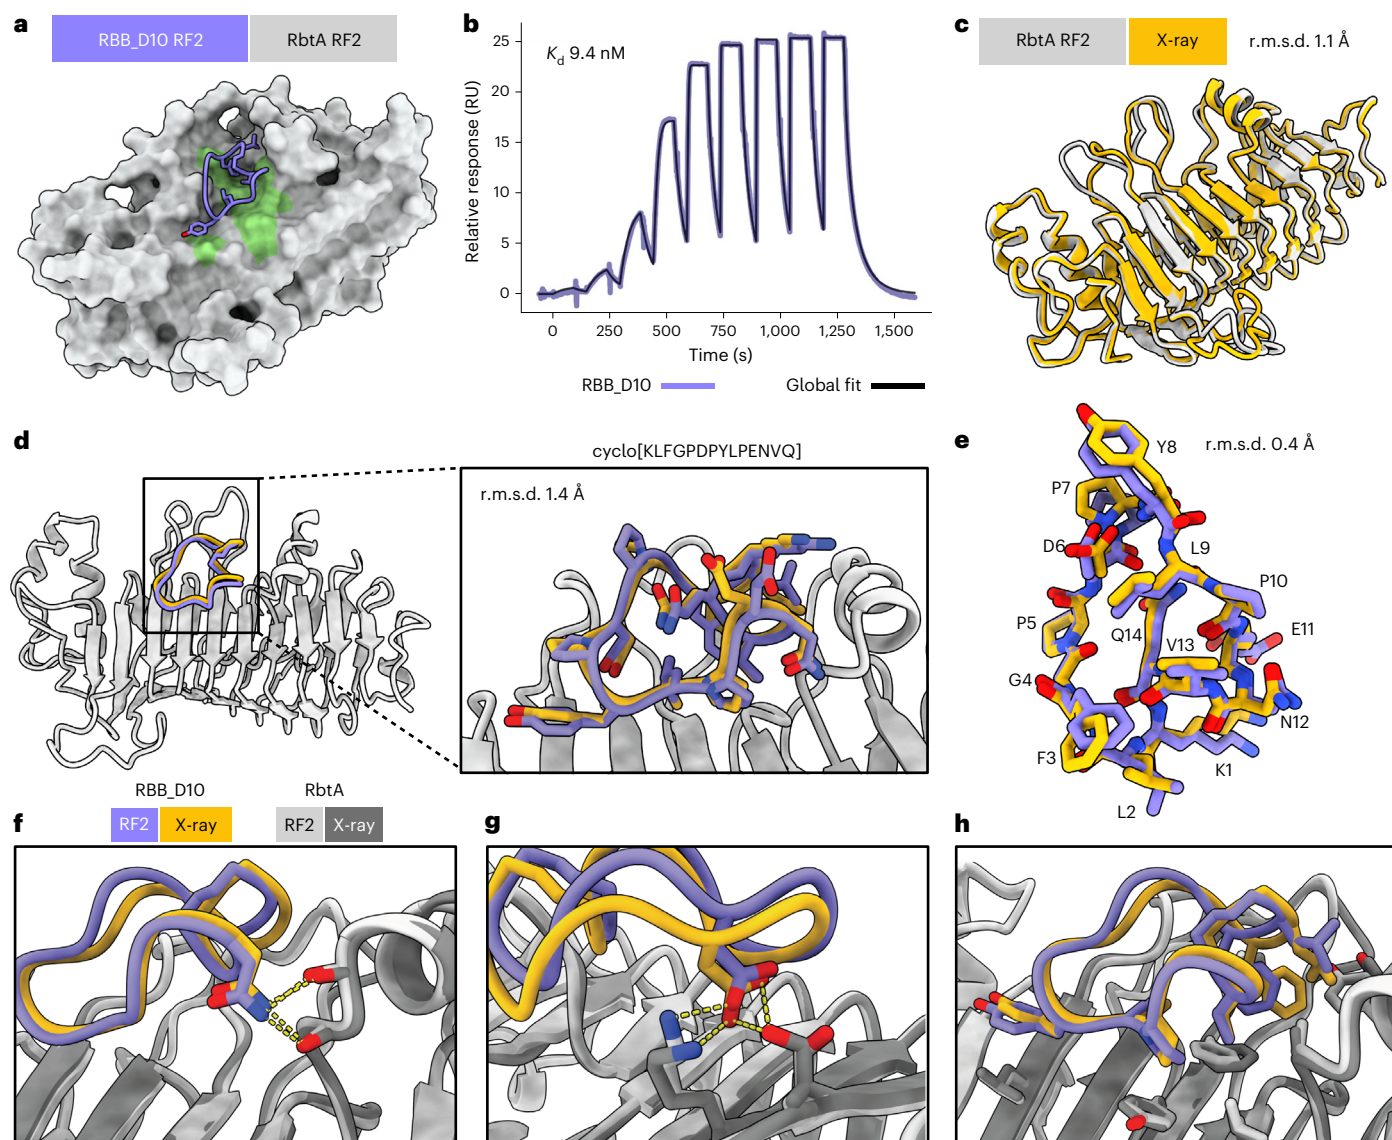 a
RBB_D10 RF2 RbtA RF2
b
Kd 9.4 nM
Relative response (RU)
25
20
15
10
5
0
0 250 500 750 1,000 1,250 1,500
Time (s)
RBB_D10 Global fit
c
RbtA RF2 X-ray r.m.s.d. 1.1 Å
d
cyclo[KLFGPDPYLPENVQ]
r.m.s.d. 1.4 Å
e
r.m.s.d. 0.4 Å
Y8
P7
D6
L9
P10
P5
Q14
E11
V13
G4
N12
F3
K1
L2
RBB_D10 RbtA
RF2 X-ray RF2 X-ray
f
g
h